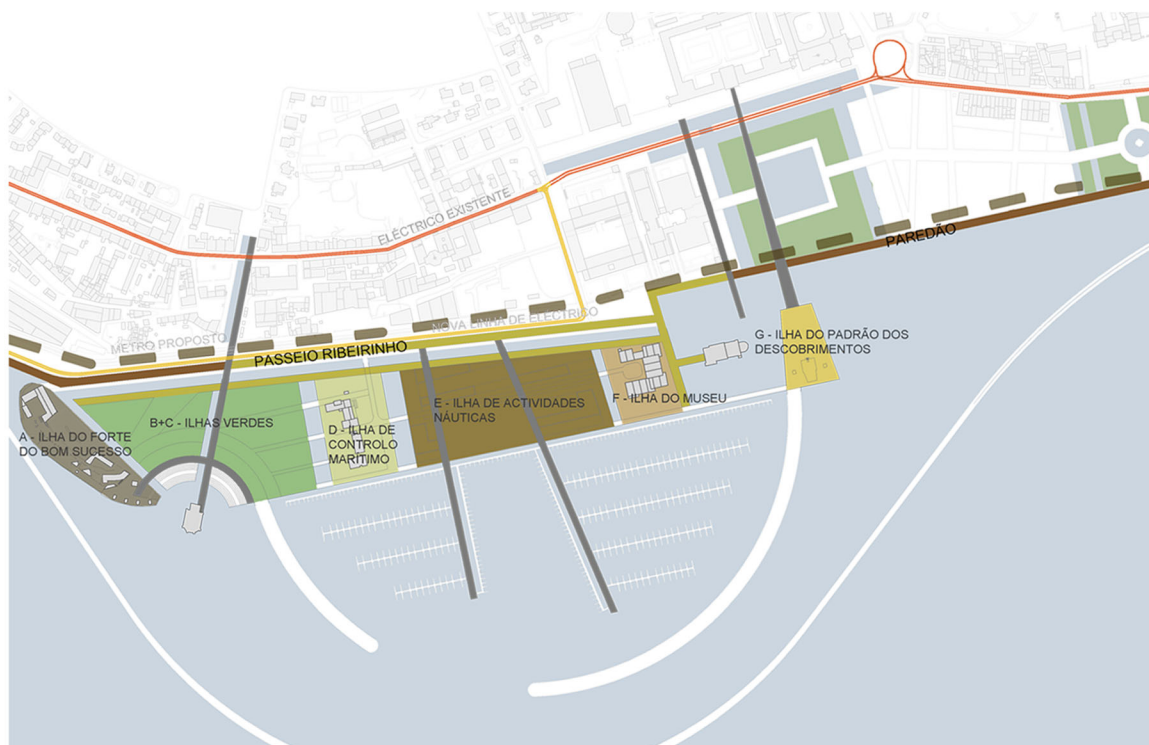 ELÉCTRICO EXISTENTE
PAREDÃO
NOVA LINHA DE ELÉCTRICO
METRO PROPOSTO
PASSEIO RIBEIRINHO
G - ILHA DO PADRÃO DOS
DESCOBRIMENTOS
F - ILHA DO MUSEU
E - ILHA DE ACTIVIDADES
NÁUTICAS
B+C - ILHAS VERDES
D - ILHA DE
CONTROLO
MARÍTIMO
A - ILHA DO FORTE
DO BOM SUCESSO